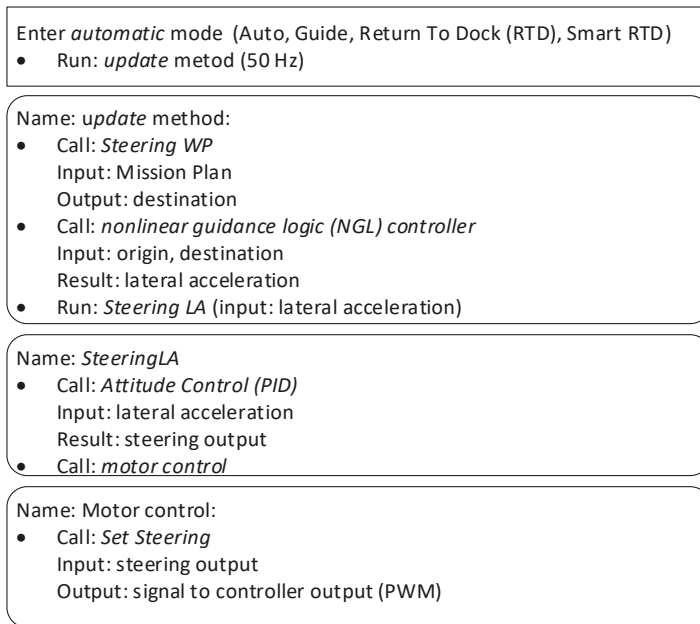 Enter automatic mode (Auto, Guide, Return To Dock (RTD), Smart RTD)
• Run: update metod (50 Hz)
Name: update method:
• Call: Steering WP
Input: Mission Plan
Output: destination
• Call: nonlinear guidance logic (NGL) controller
Input: origin, destination
Result: lateral acceleration
• Run: Steering LA (input: lateral acceleration)
Name: SteeringLA
• Call: Attitude Control (PID)
Input: lateral acceleration
Result: steering output
• Call: motor control
Name: Motor control:
• Call: Set Steering
Input: steering output
Output: signal to controller output (PWM)